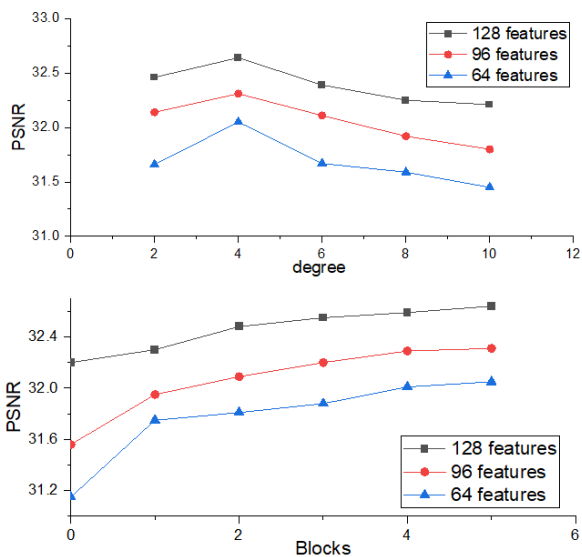 33.0
128 features
96 features
64 features
32.5
PSNR
32.0
31.5
31.0
0 2 4 6 8 10 12
degree
32.4
32.0
PSNR
31.6
31.2
128 features
96 features
64 features
0 2 4 6
Blocks